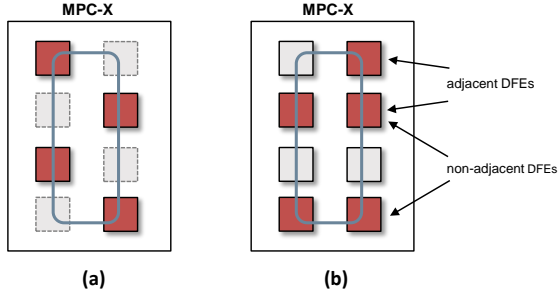 MPC-X
MPC-X
adjacent DFEs
non-adjacent DFEs
(a)
(b)